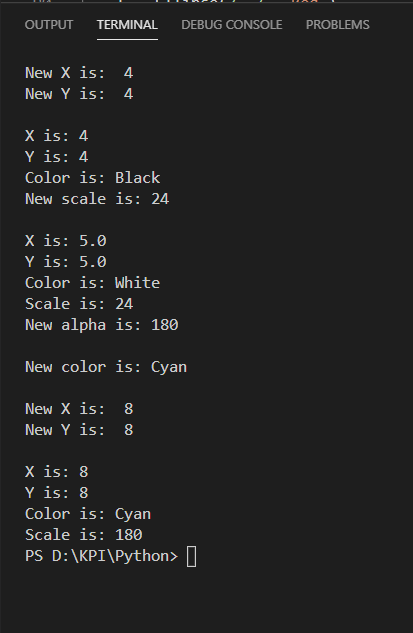 OUTPUT TERMINAL DEBUG CONSOLE PROBLEMS
New X is:  4
New Y is:  4
X is: 4
Y is: 4
Color is: Black
New scale is: 24
X is: 5.0
Y is: 5.0
Color is: White
Scale is: 24
New alpha is: 180
New color is: Cyan
New X is:  8
New Y is:  8
X is: 8
Y is: 8
Color is: Cyan
Scale is: 180
PS D:\KPI\Python>